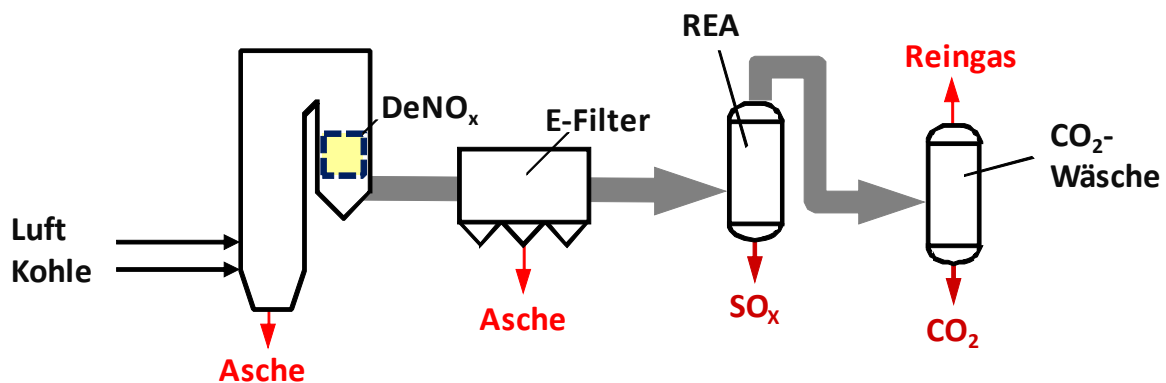 REA
Reingas
DeNOₓ
E-Filter
CO₂-
Wäsche
Luft
Kohle
Asche
Asche
SOₓ
CO₂